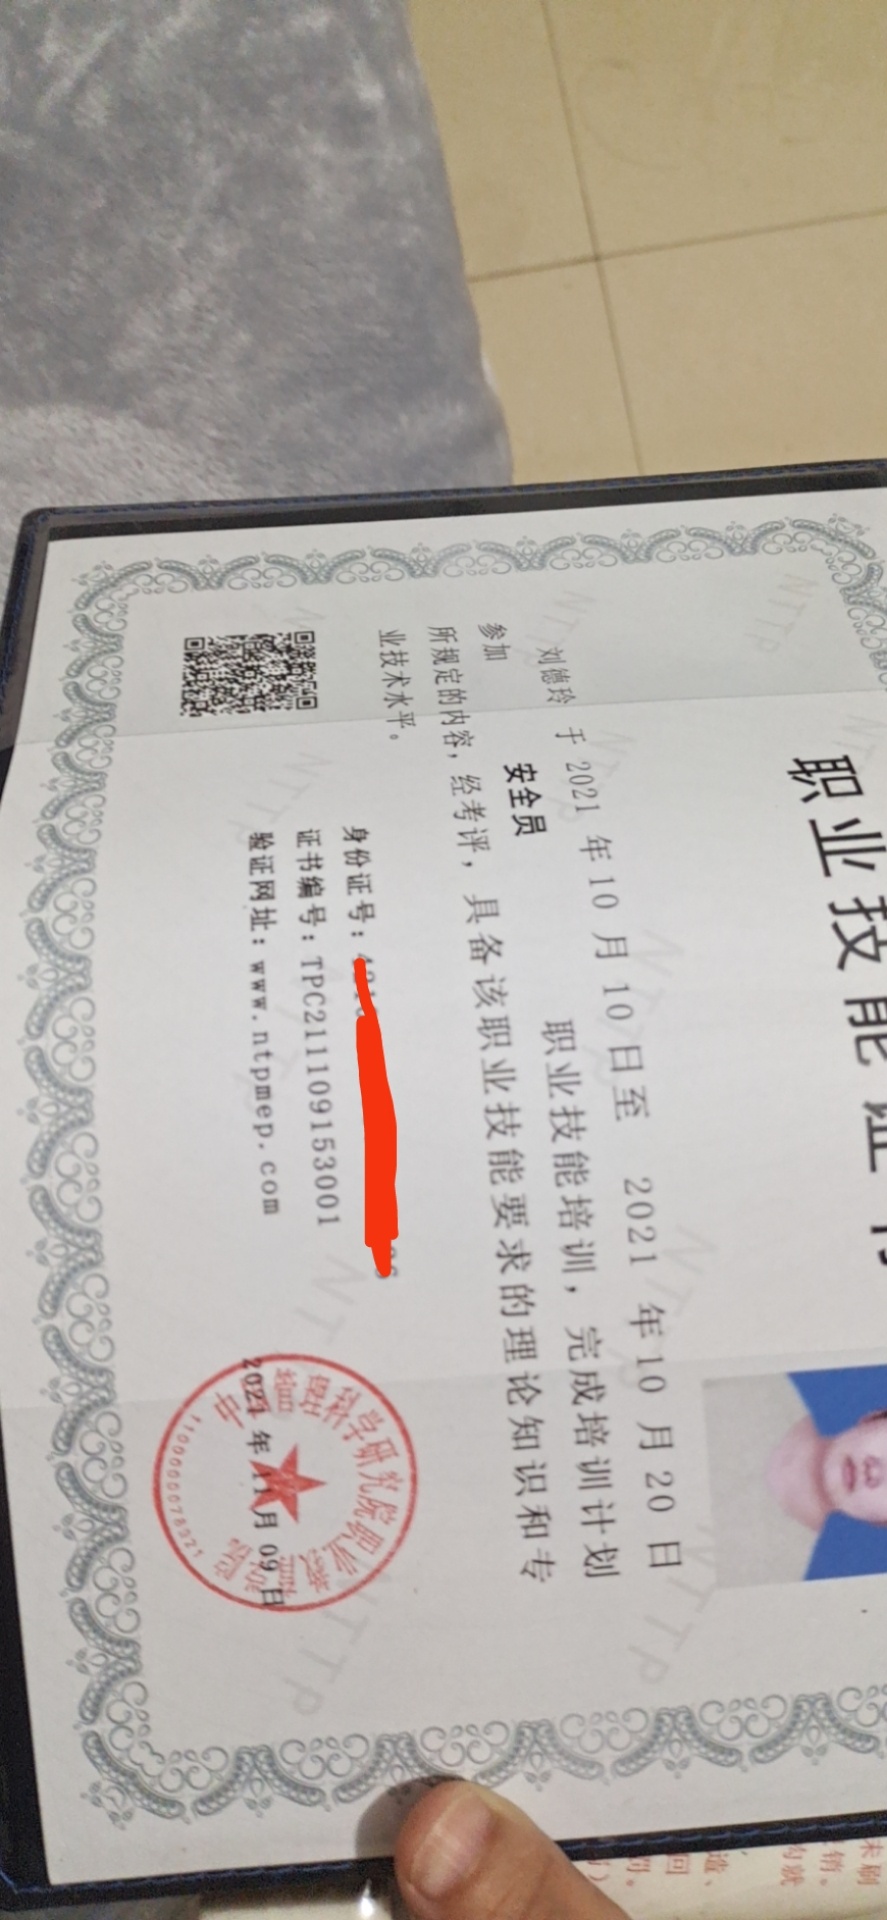 职业技能证
刘德玲 于 2021 年 10 月 10 日至 2021 年 10 月 20 日
参加 安全员 职业技能培训，完成培训计划
所规定的内容，经考评，具备该职业技能要求的理论知识和专
业技术水平。
身份证号：
证书编号：TPC211109153001
验证网址：www.ntpmep.com
2021 年 11 月 09 日
1100000078021
NTTP